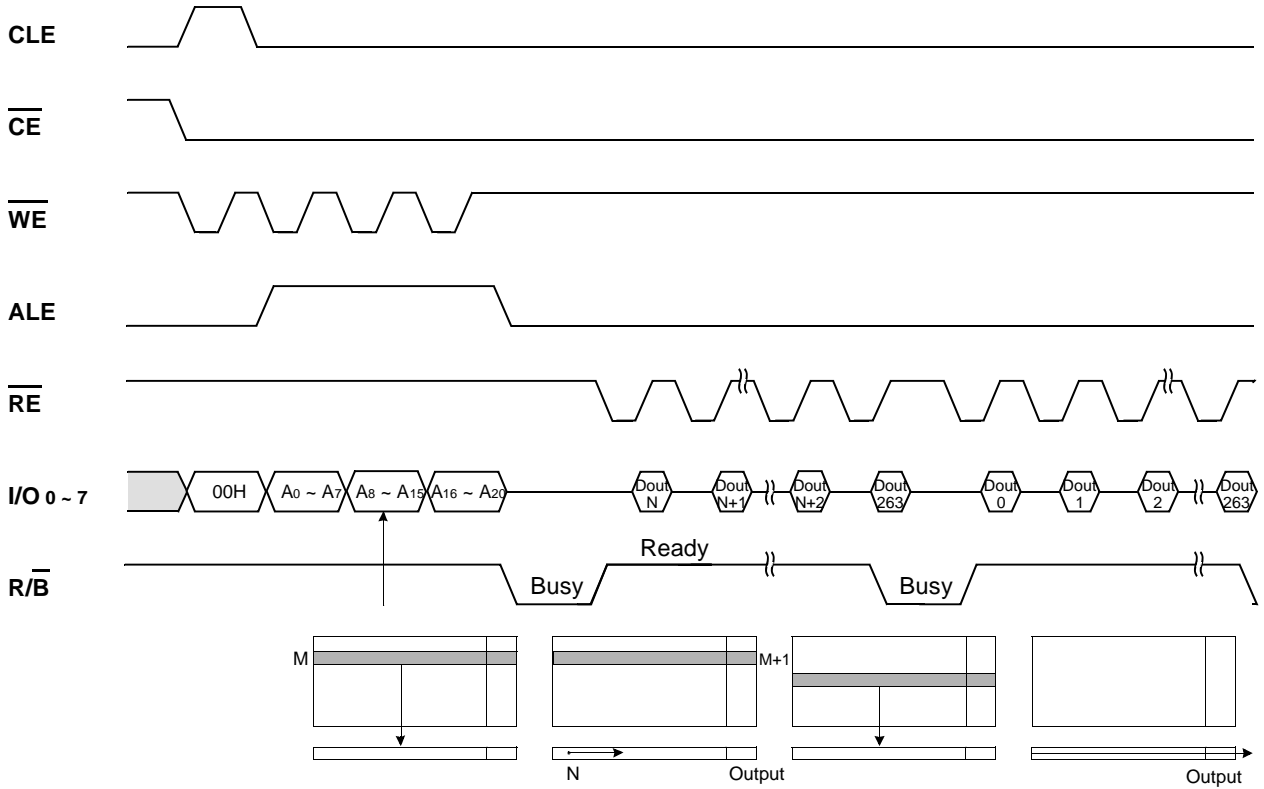 CLE
CE
WE
ALE
RE
I/O 0 ~ 7
00H
A0 ~ A7
A8 ~ A15
A16 ~ A20
Dout
N
Dout
N+1
Dout
N+2
Dout
263
Dout
0
Dout
1
Dout
2
Dout
263
R/B
Busy
Ready
Busy
M
M+1
N
Output
Output